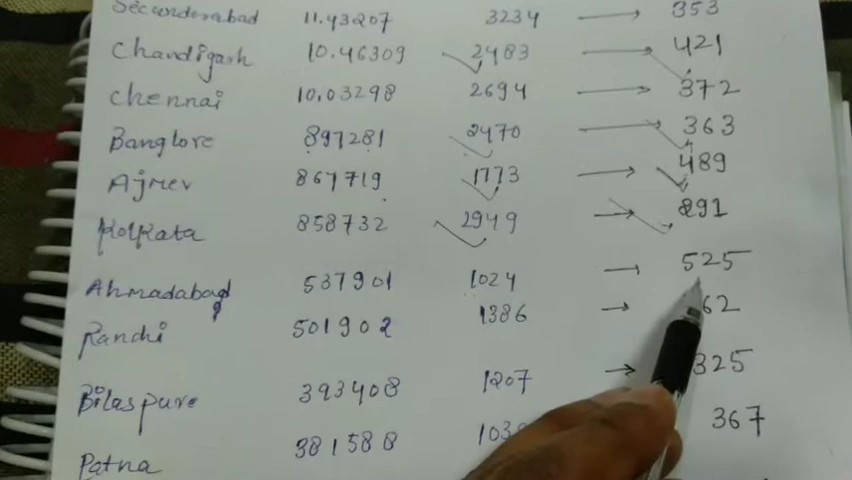 Secunderabad 11.43207 3234 → 353
Chandigarh 10.46309 2483 → 421
Chennai 10.03298 2694 → 372
Banglore 897281 2470 → 363
Ajmer 867719 1773 → 489
Kolkata 858732 2949 → 291
Ahmadabad 537901 1024 → 525
Ranchi 501902 1386 → 62
Bilaspure 393408 1207 → 325
Patna 381588 367